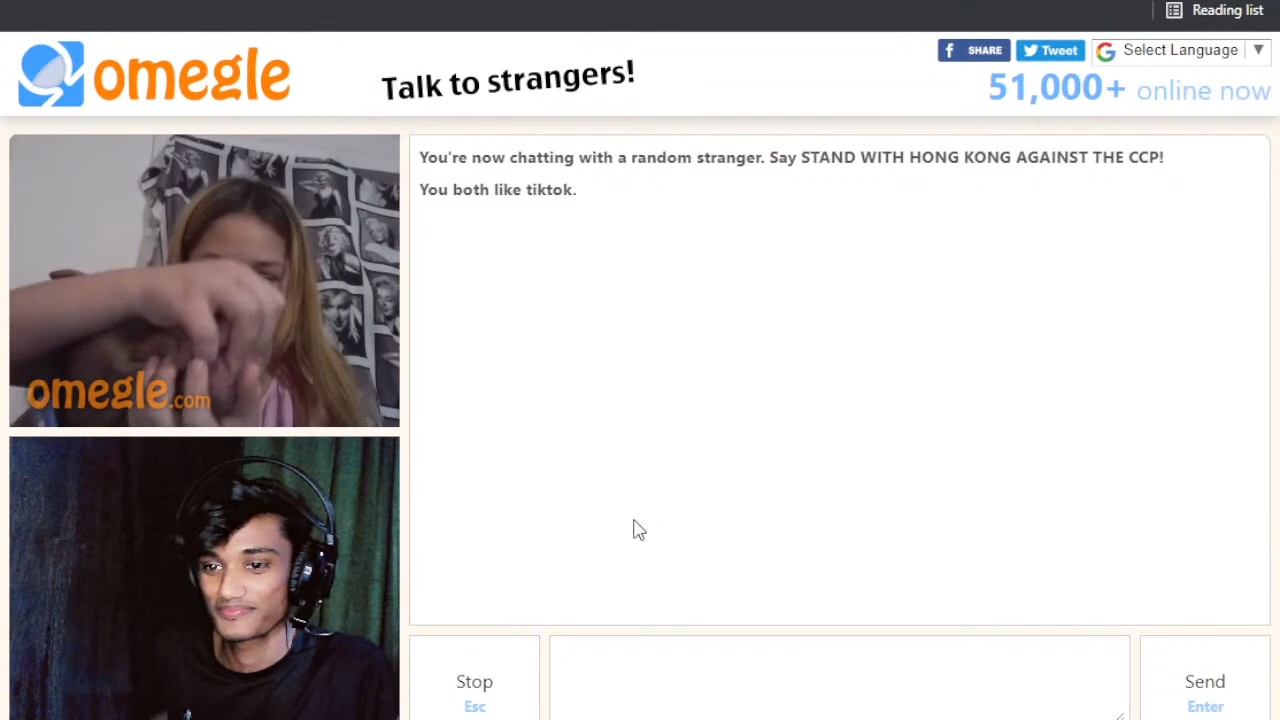 Reading list
omegle
Talk to strangers!
SHARE
Tweet
Select Language
51,000+ online now
You're now chatting with a random stranger. Say STAND WITH HONG KONG AGAINST THE CCP!
You both like tiktok.
omegle.com
Stop
Esc
Send
Enter